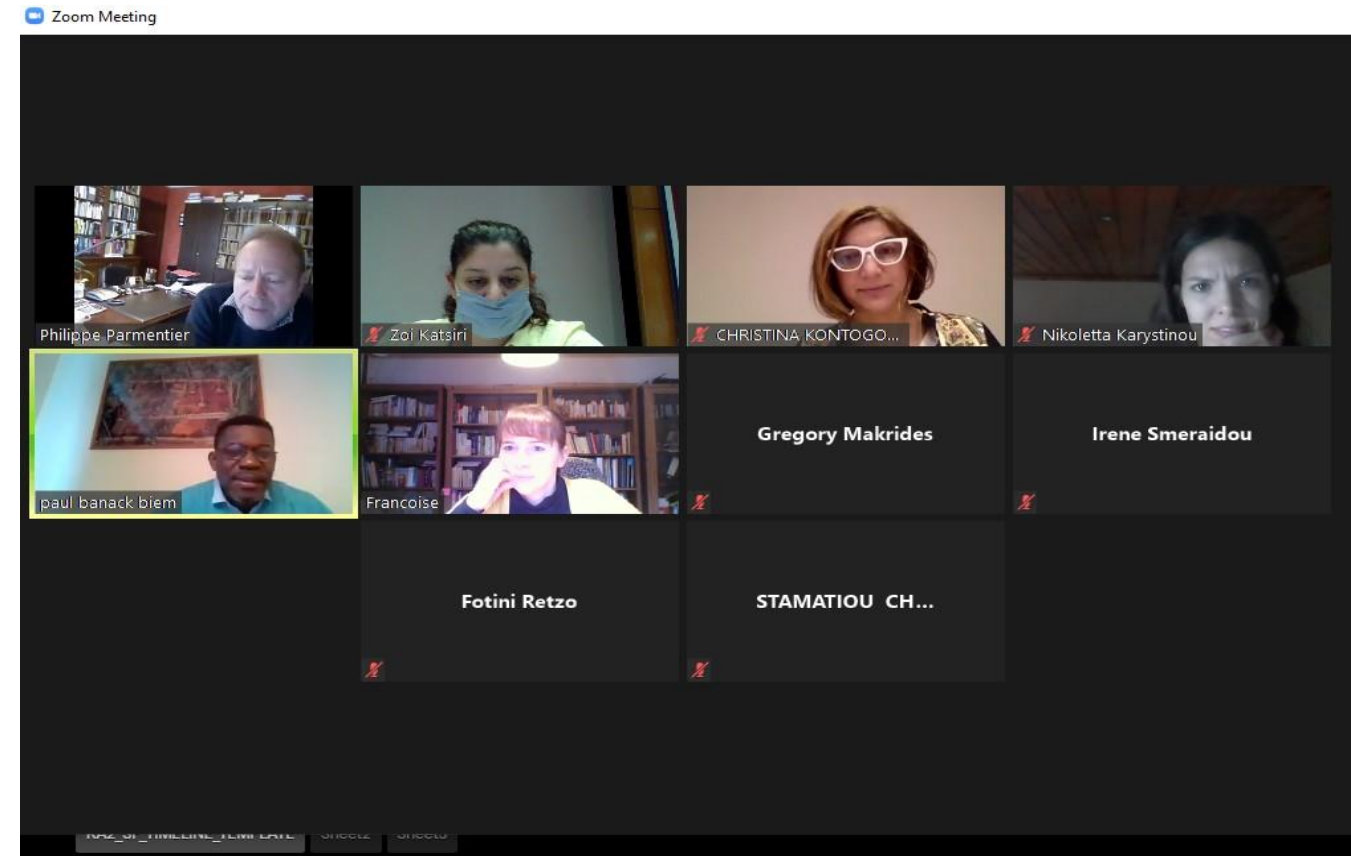 Zoom Meeting
Philippe Parmentier
Zoi Katsiri
CHRISTINA KONTOGO...
Nikoletta Karystinou
paul banack biem
Francoise
Gregory Makrides
Irene Smeraidou
Fotini Retzo
STAMATIOU CH...